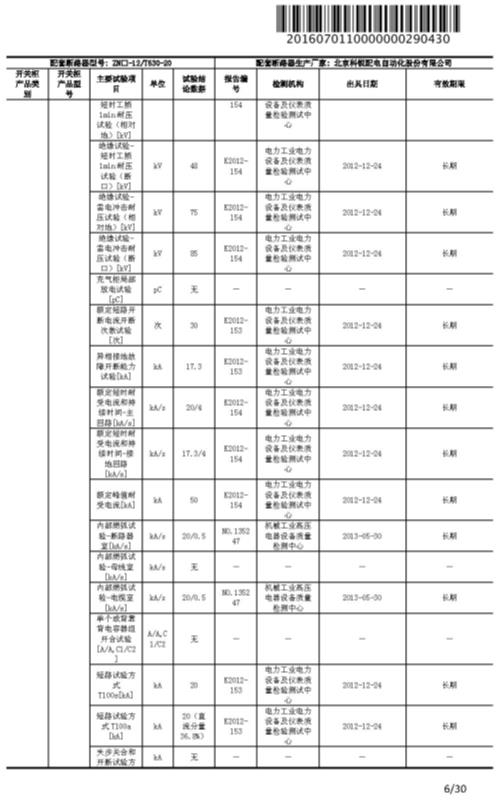 2016070110000000290430
配套断路器型号: ZN□-12/T630-20 配套断路器生产厂家: 北京科锐配电自动化股份有限公司
开关柜产品类别 开关柜产品型号 主要试验项目 单位 试验结论数据 报告编号 检测机构 出具日期 有效期限
短时工频1min耐压试验（相对地）[kV] 154 设备及仪表质量检验测试中心
绝缘试验-短时工频1min耐压试验（断口）[kV] kV 48 E2012-154 电力工业电力设备及仪表质量检验测试中心 2012-12-24 长期
绝缘试验-雷电冲击耐压试验（相对地）[kV] kV 75 E2012-154 电力工业电力设备及仪表质量检验测试中心 2012-12-24 长期
绝缘试验-雷电冲击耐压试验（断口）[kV] kV 85 E2012-154 电力工业电力设备及仪表质量检验测试中心 2012-12-24 长期
充气柜局部放电试验[pC] pC 无 — — — —
额定短路开断电流开断次数试验[次] 次 30 E2012-153 电力工业电力设备及仪表质量检验测试中心 2012-12-24 长期
异相接地故障开断能力试验[kA] kA 17.3 E2012-153 电力工业电力设备及仪表质量检验测试中心 2012-12-24 长期
额定短时耐受电流和持续时间-主回路[kA/s] kA/s 20/4 E2012-154 电力工业电力设备及仪表质量检验测试中心 2012-12-24 长期
额定短时耐受电流和持续时间-接地回路[kA/s] kA/s 17.3/4 E2012-154 电力工业电力设备及仪表质量检验测试中心 2012-12-24 长期
额定峰值耐受电流[kA] kA 50 E2012-154 电力工业电力设备及仪表质量检验测试中心 2012-12-24 长期
内部燃弧试验-断路器室[kA/s] kA/s 20/0.5 NO.135247 机械工业高压电器设备质量检测中心 2013-05-30 长期
内部燃弧试验-母线室[kA/s] kA/s 无 — — — —
内部燃弧试验-电缆室[kA/s] kA/s 20/0.5 NO.135247 机械工业高压电器设备质量检测中心 2013-05-30 长期
单个或背靠背电容器组开合试验[A/A,C1/C2] A/A,C1/C2 无 — — — —
短路试验方式T100s[kA] kA 20 E2012-153 电力工业电力设备及仪表质量检验测试中心 2012-12-24 长期
短路试验方式T100a[kA] kA 20（直流分量36.8%） E2012-153 电力工业电力设备及仪表质量检验测试中心 2012-12-24 长期
失步关合和开断试验方 kA 无 — — — —
6/30